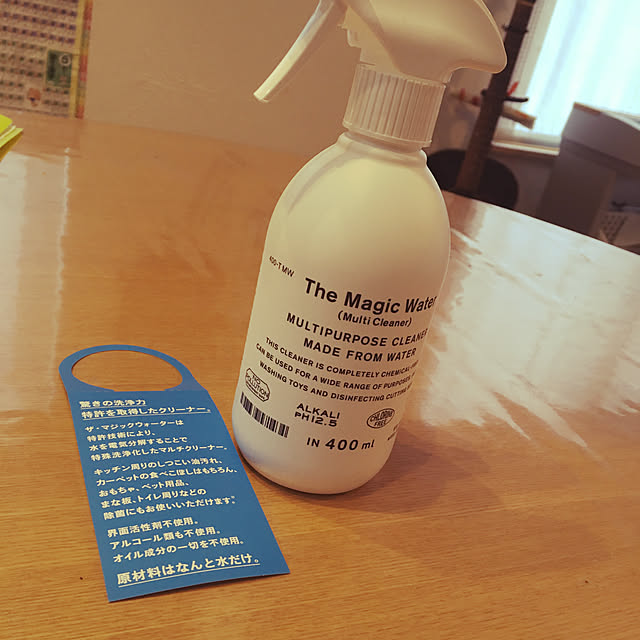 400-TMW
The Magic Water
(Multi Cleaner)
MULTIPURPOSE CLEANER
MADE FROM WATER
THIS CLEANER IS COMPLETELY CHEMICAL
CAN BE USED FOR A WIDE RANGE OF PURPOSES
WASHING TOYS AND DISINFECTING CUTTING
NO
POLLUTION
ALKALI
PH12.5
CHLORINE
FREE
IN 400 ml
驚きの洗浄力
特許を取得したクリーナー。
ザ・マジックウォーターは
特許技術により、
水を電気分解することで
特殊洗浄化したマルチクリーナー。
キッチン周りのしつこい油汚れ、
カーペットの食べこぼしはもちろん、
おもちゃ、ペット用品、
まな板、トイレ周りなどの
除菌にもお使いいただけます。
界面活性剤不使用。
アルコール類も不使用。
オイル成分の一切を不使用。
原材料はなんと水だけ。